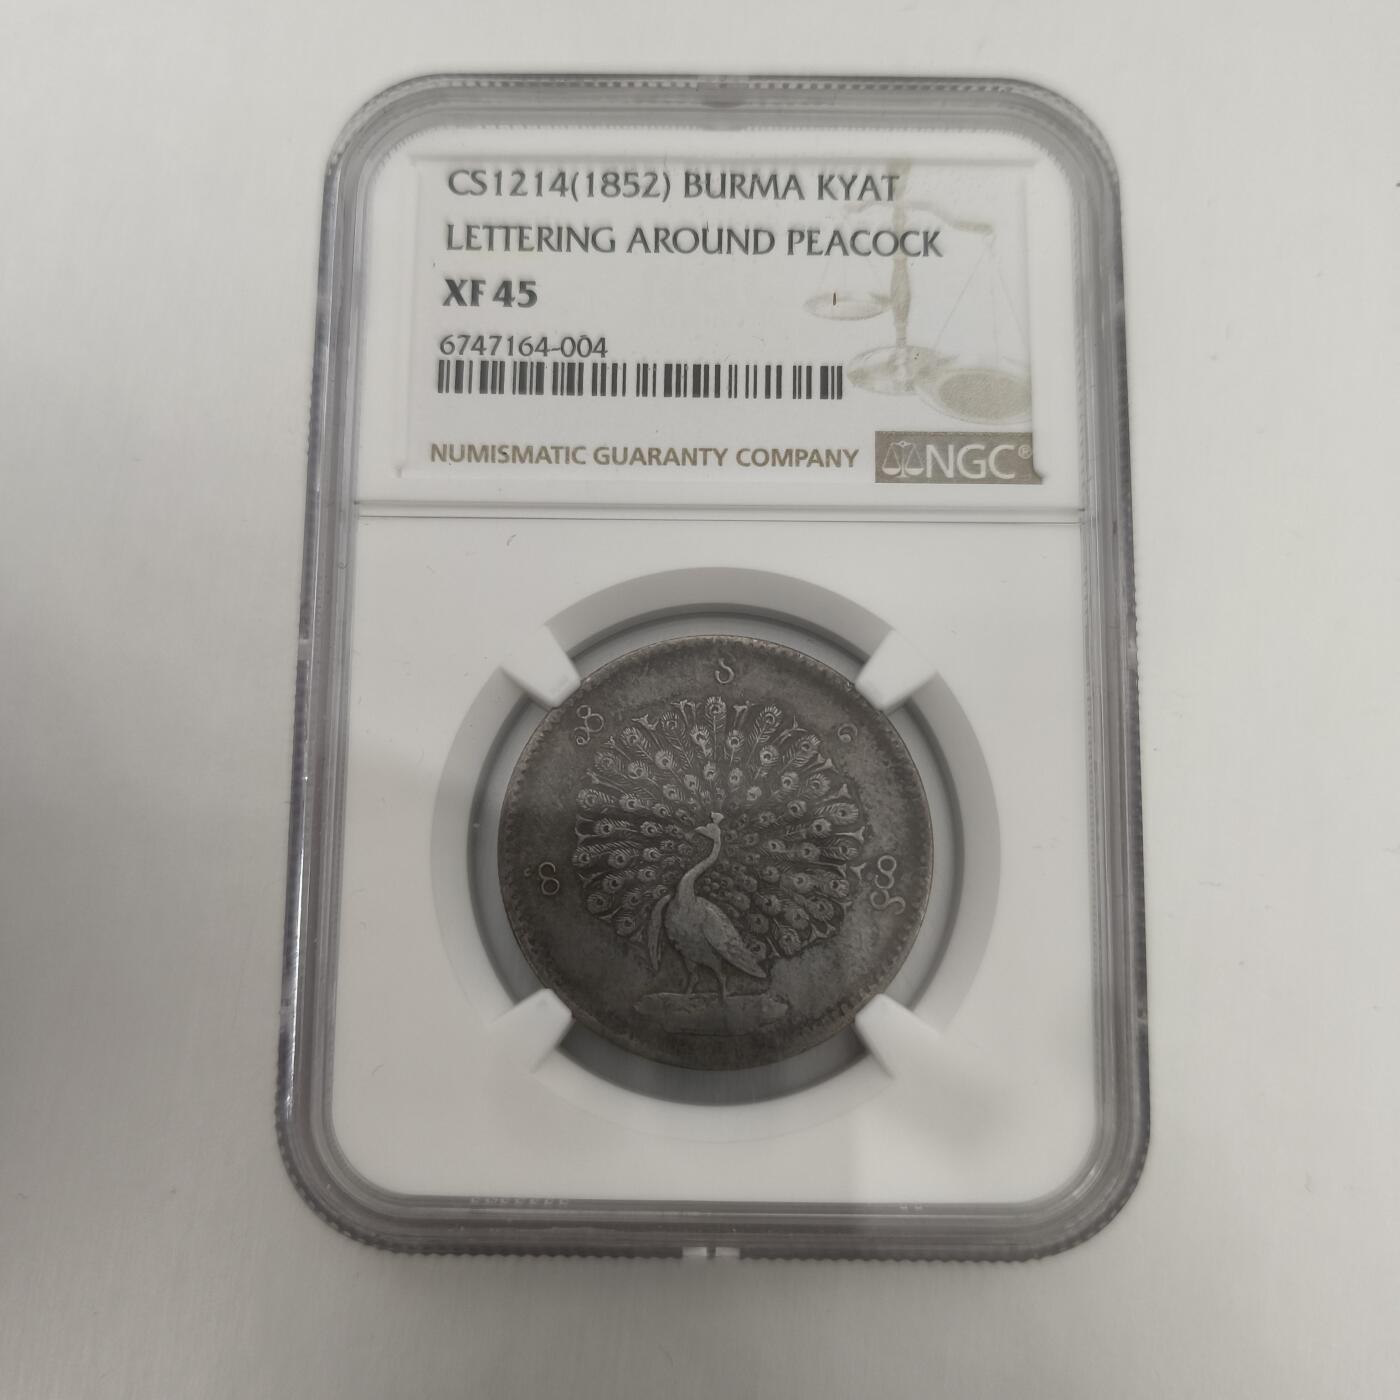 CS1214(1852) BURMA KYAT
LETTERING AROUND PEACOCK
XF 45
6747164-004
NUMISMATIC GUARANTY COMPANY
NGC®